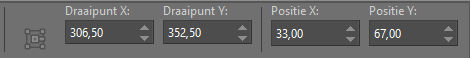 Draaipunt X: Draaipunt Y: Positie X: Positie Y:
306,50 352,50 33,00 67,00